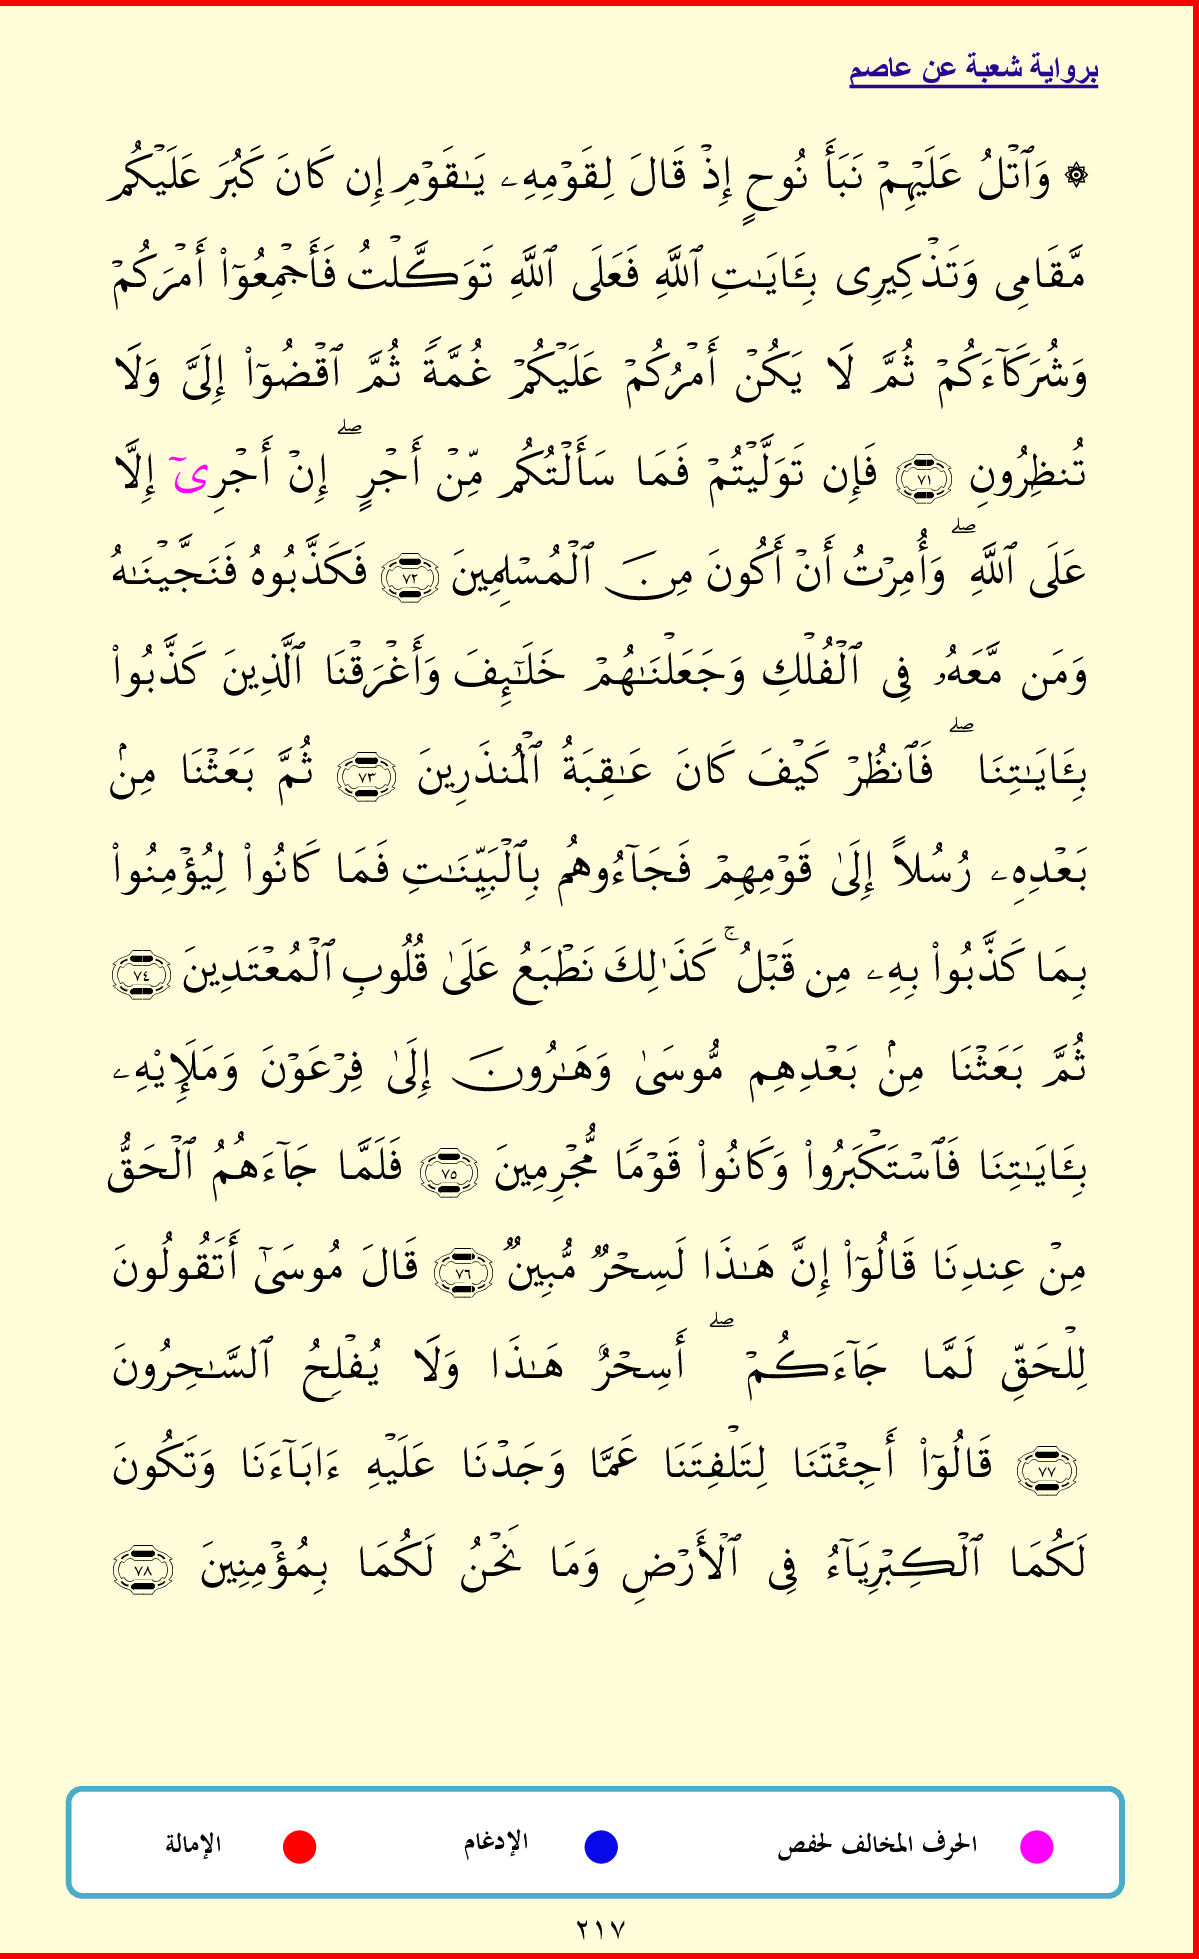 برواية شعبة عن عاصم
۞ وَٱتۡلُ عَلَيۡهِمۡ نَبَأَ نُوحٍ إِذۡ قَالَ لِقَوۡمِهِۦ يَـٰقَوۡمِ إِن كَانَ كَبُرَ عَلَيۡكُم
مَّقَامِى وَتَذۡكِيرِى بِـَٔايَـٰتِ ٱللَّهِ فَعَلَى ٱللَّهِ تَوَكَّلۡتُ فَأَجۡمِعُوٓاْ أَمۡرَكُمۡ
وَشُرَكَآءَكُمۡ ثُمَّ لَا يَكُنۡ أَمۡرُكُمۡ عَلَيۡكُمۡ غُمَّةً ثُمَّ ٱقۡضُوٓاْ إِلَىَّ وَلَا
تُنظِرُونِ ﴿٧١﴾ فَإِن تَوَلَّيۡتُمۡ فَمَا سَأَلۡتُكُم مِّنۡ أَجۡرٍۖ إِنۡ أَجۡرِىٓ إِلَّا
عَلَى ٱللَّهِۖ وَأُمِرۡتُ أَنۡ أَكُونَ مِنَ ٱلۡمُسۡلِمِينَ ﴿٧٢﴾ فَكَذَّبُوهُ فَنَجَّيۡنَـٰهُ
وَمَن مَّعَهُۥ فِى ٱلۡفُلۡكِ وَجَعَلۡنَـٰهُمۡ خَلَـٰٓئِفَ وَأَغۡرَقۡنَا ٱلَّذِينَ كَذَّبُواْ
بِـَٔايَـٰتِنَاۖ فَٱنظُرۡ كَيۡفَ كَانَ عَـٰقِبَةُ ٱلۡمُنذَرِينَ ﴿٧٣﴾ ثُمَّ بَعَثۡنَا مِنۢ
بَعۡدِهِۦ رُسُلاً إِلَىٰ قَوۡمِهِمۡ فَجَآءُوهُم بِٱلۡبَيِّنَـٰتِ فَمَا كَانُواْ لِيُؤۡمِنُواْ
بِمَا كَذَّبُواْ بِهِۦ مِن قَبۡلُۚ كَذَٰلِكَ نَطۡبَعُ عَلَىٰ قُلُوبِ ٱلۡمُعۡتَدِينَ ﴿٧٤﴾
ثُمَّ بَعَثۡنَا مِنۢ بَعۡدِهِم مُّوسَىٰ وَهَـٰرُونَ إِلَىٰ فِرۡعَوۡنَ وَمَلَإِيْهِۦ
بِـَٔايَـٰتِنَا فَٱسۡتَكۡبَرُواْ وَكَانُواْ قَوۡمًا مُّجۡرِمِينَ ﴿٧٥﴾ فَلَمَّا جَآءَهُمُ ٱلۡحَقُّ
مِنۡ عِندِنَا قَالُوٓاْ إِنَّ هَـٰذَا لَسِحۡرٌ مُّبِينٌ ﴿٧٦﴾ قَالَ مُوسَىٰٓ أَتَقُولُونَ
لِلۡحَقِّ لَمَّا جَآءَكُمۡۖ أَسِحۡرٌ هَـٰذَا وَلَا يُفۡلِحُ ٱلسَّـٰحِرُونَ
﴿٧٧﴾ قَالُوٓاْ أَجِئۡتَنَا لِتَلۡفِتَنَا عَمَّا وَجَدۡنَا عَلَيۡهِ ءَابَآءَنَا وَتَكُونَ
لَكُمَا ٱلۡكِبۡرِيَآءُ فِى ٱلۡأَرۡضِ وَمَا نَحۡنُ لَكُمَا بِمُؤۡمِنِينَ ﴿٧٨﴾
الحرف المخالف لحفص الإدغام الإمالة
٢١٧